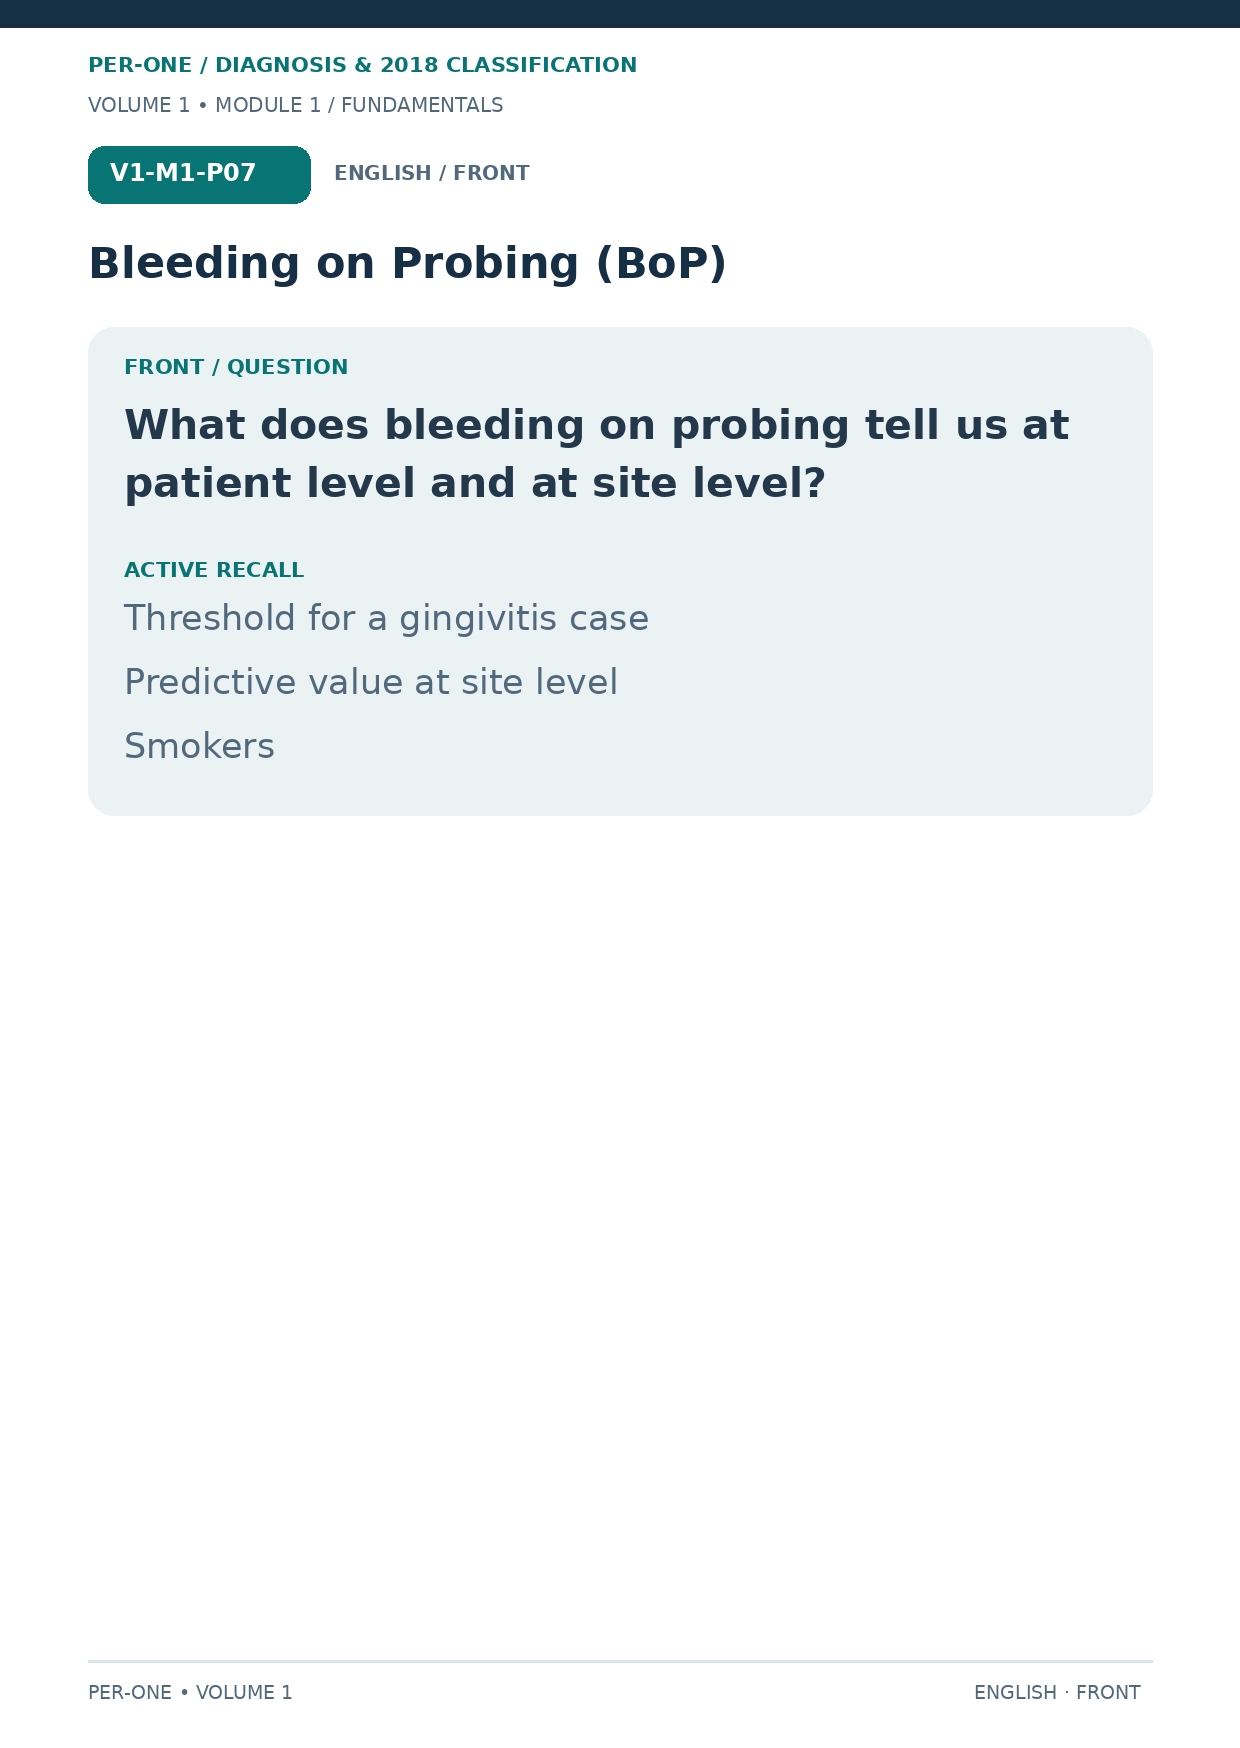 PER-ONE / DIAGNOSIS & 2018 CLASSIFICATION
VOLUME 1 • MODULE 1 / FUNDAMENTALS
V1-M1-P07
ENGLISH / FRONT
Bleeding on Probing (BoP)
FRONT / QUESTION
What does bleeding on probing tell us at
patient level and at site level?
ACTIVE RECALL
Threshold for a gingivitis case
Predictive value at site level
Smokers
PER-ONE • VOLUME 1
ENGLISH · FRONT